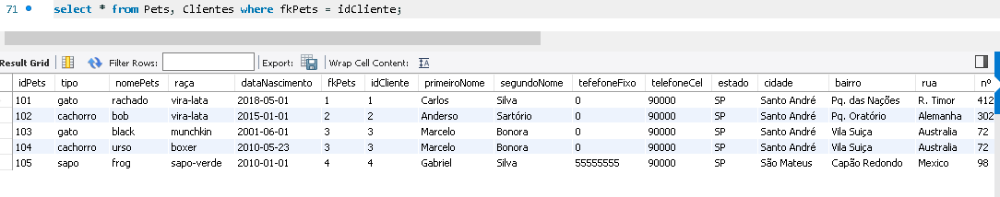 71 select * from Pets, Clientes where fkPets = idCliente;
Result Grid Filter Rows: Export: Wrap Cell Content:
idPets tipo nomePets raça dataNascimento fkPets idCliente primeiroNome segundoNome tefefoneFixo telefoneCel estado cidade bairro rua nº
101 gato rachado vira-lata 2018-05-01 1 1 Carlos Silva 0 90000 SP Santo André Pq. das Nações R. Timor 412
102 cachorro bob vira-lata 2015-01-01 2 2 Anderso Sartório 0 90000 SP Santo André Pq. Oratório Alemanha 302
103 gato black munchkin 2001-06-01 3 3 Marcelo Bonora 0 90000 SP Santo André Vila Suiça Australia 72
104 cachorro urso boxer 2010-05-23 3 3 Marcelo Bonora 0 90000 SP Santo André Vila Suiça Australia 72
105 sapo frog sapo-verde 2010-01-01 4 4 Gabriel Silva 55555555 90000 SP São Mateus Capão Redondo Mexico 98